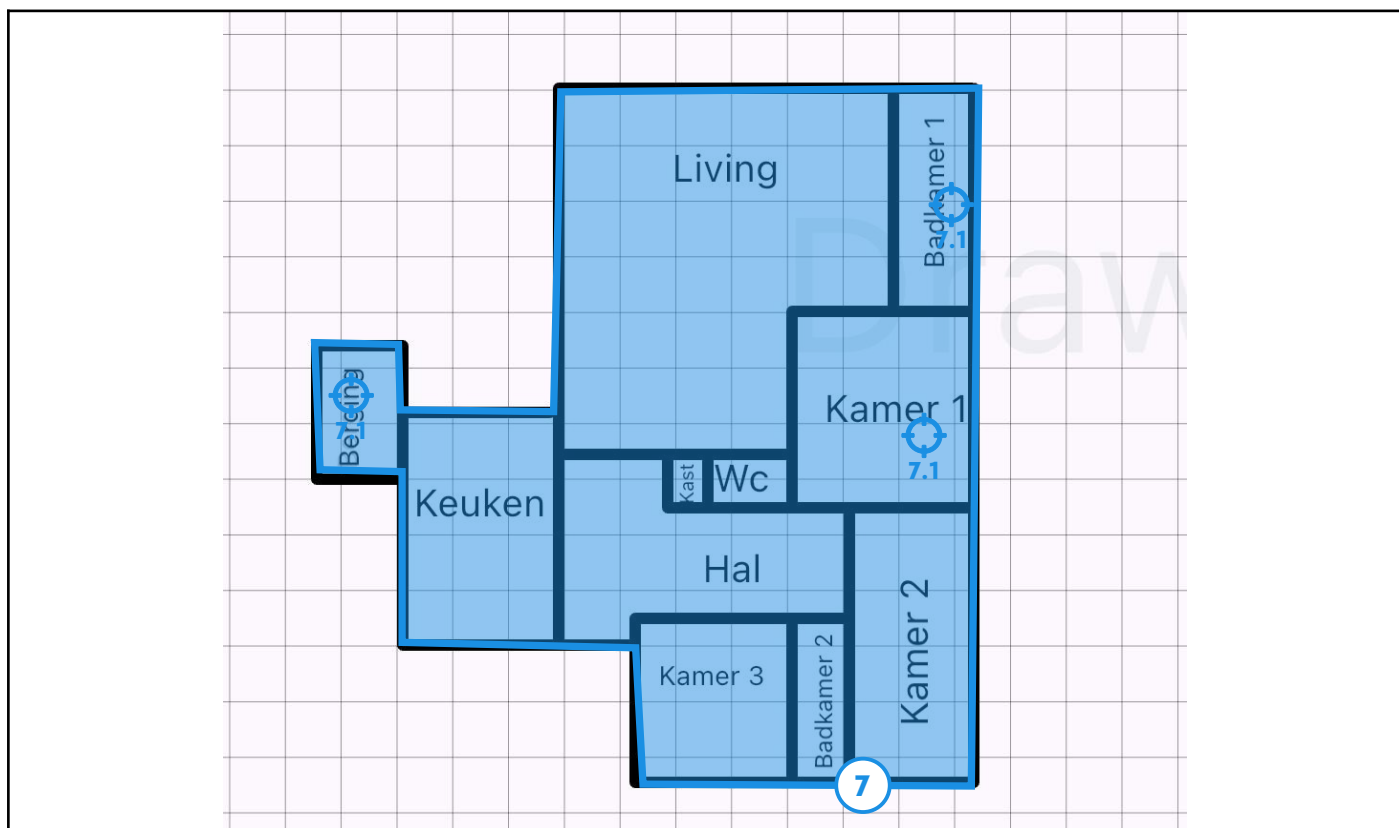 Living
Badkamer 1
7.1
Draw
Berging
7.1
Kamer 1
7.1
Keuken
Kast
Wc
Hal
Kamer 2
Kamer 3
Badkamer 2
7